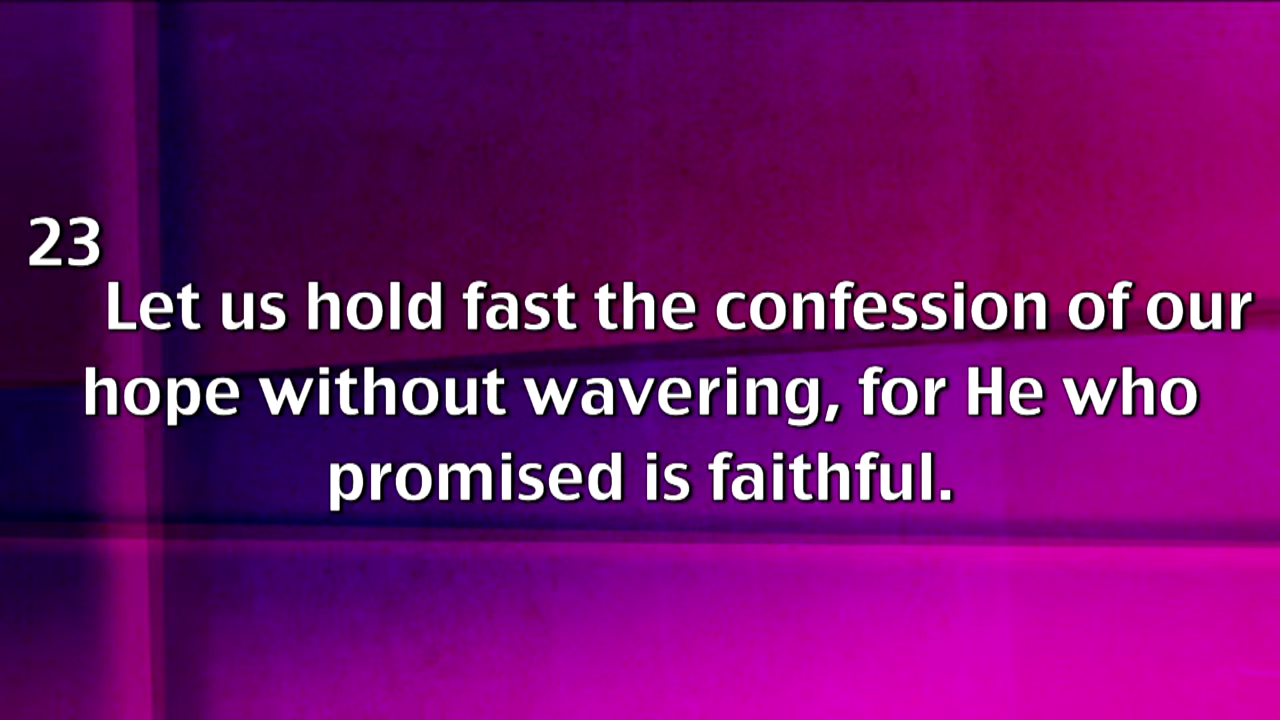 23
Let us hold fast the confession of our
hope without wavering, for He who
promised is faithful.